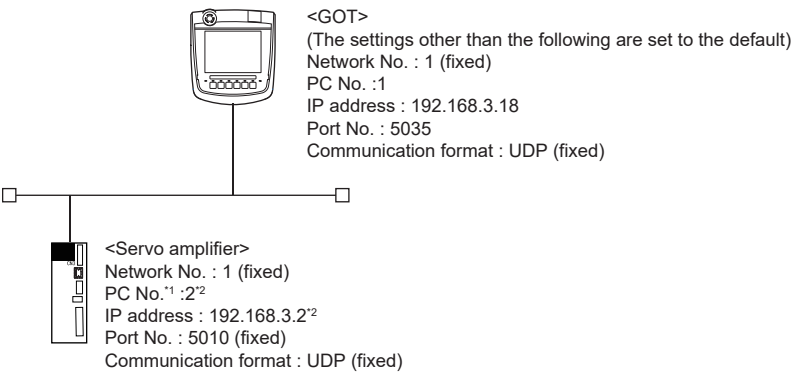 <GOT>
(The settings other than the following are set to the default)
Network No. : 1 (fixed)
PC No. :1
IP address : 192.168.3.18
Port No. : 5035
Communication format : UDP (fixed)
<Servo amplifier>
Network No. : 1 (fixed)
PC No.*1 :2*2
IP address : 192.168.3.2*2
Port No. : 5010 (fixed)
Communication format : UDP (fixed)